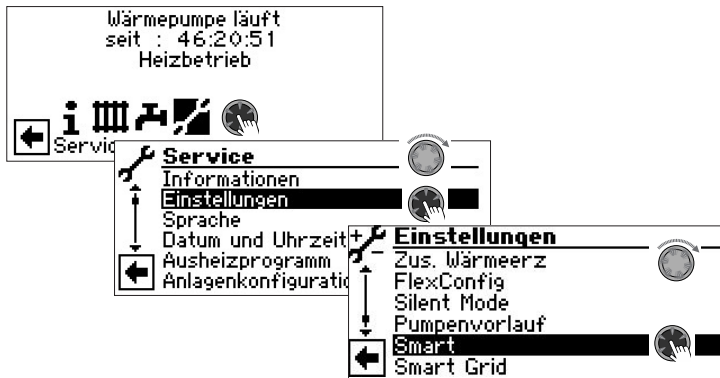 Wärmepumpe läuft
seit : 46:20:51
Heizbetrieb
Servic
Service
Informationen
Einstellungen
Sprache
Datum und Uhrzeit
Ausheizprogramm
Anlagenkonfiguratio
Einstellungen
Zus. Wärmeerz
FlexConfig
Silent Mode
Pumpenvorlauf
Smart
Smart Grid